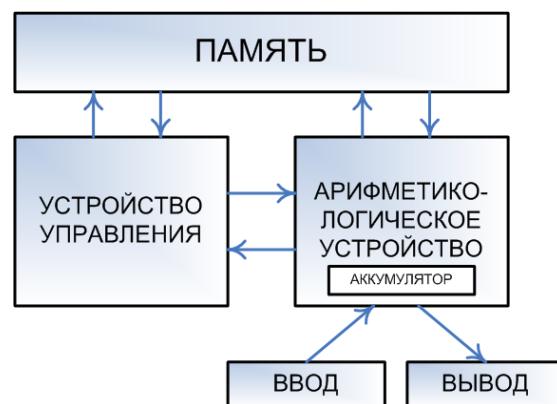 ПАМЯТЬ
УСТРОЙСТВО
УПРАВЛЕНИЯ
АРИФМЕТИКО-
ЛОГИЧЕСКОЕ
УСТРОЙСТВО
АККУМУЛЯТОР
ВВОД
ВЫВОД